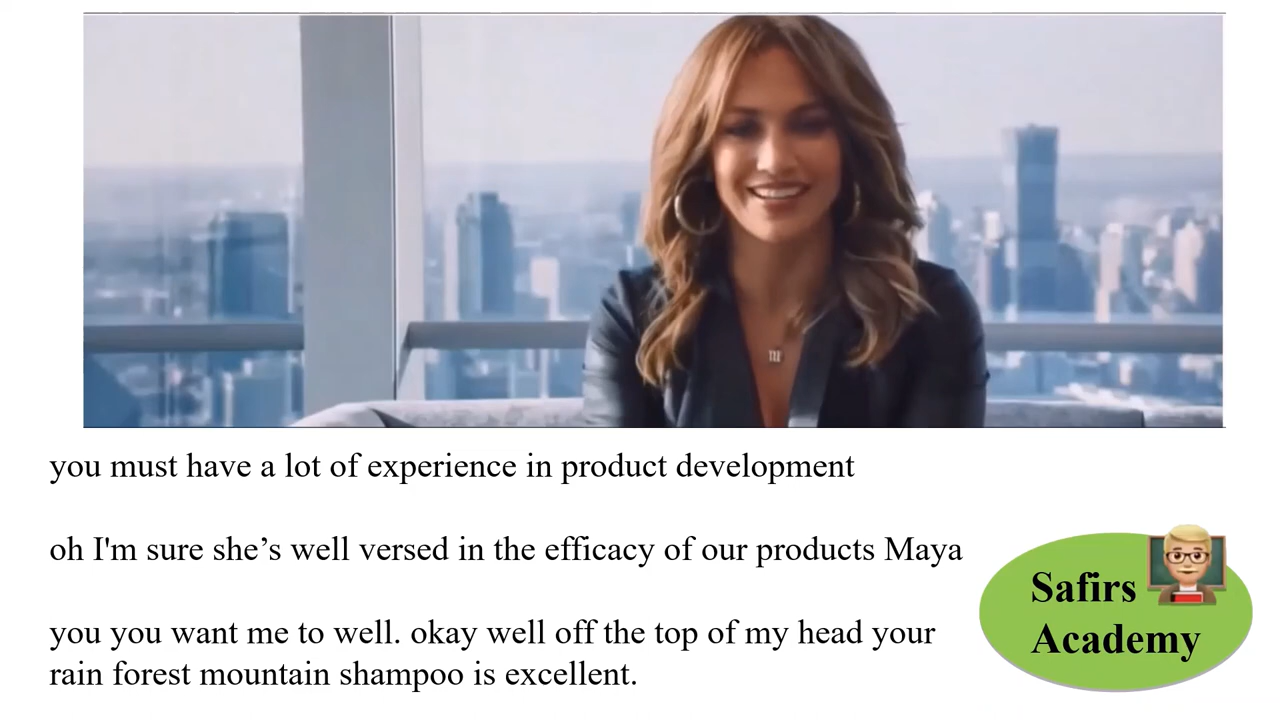 you must have a lot of experience in product development
oh I'm sure she’s well versed in the efficacy of our products Maya
you you want me to well. okay well off the top of my head your
rain forest mountain shampoo is excellent.
Safirs
Academy